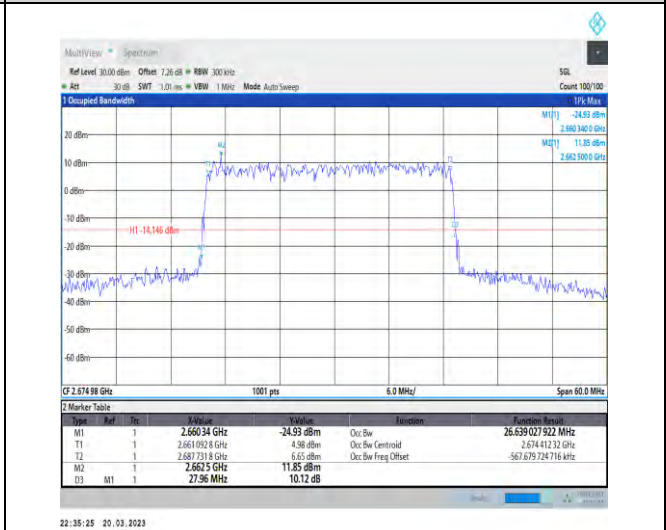 MultiView Spectrum
Ref Level 30.00 dBm Offset 7.26 dB RBW 300 kHz SGL
Att 30 dB SWT 1.01 ms VBW 1 MHz Mode Auto Sweep Count 100/100
1 Occupied Bandwidth 1Pk Max
M1[1] -24.93 dBm
2.660 340 0 GHz
M2[1] 11.85 dBm
2.662 500 0 GHz
20 dBm
M2
10 dBm
0 dBm
-10 dBm
H1 -14.146 dBm
-20 dBm
-30 dBm
-40 dBm
-50 dBm
-60 dBm
CF 2.674 98 GHz 1001 pts 6.0 MHz/ Span 60.0 MHz
2 Marker Table
Type Ref Trc X-Value Y-Value Function Function Result
M1 1 2.660 34 GHz -24.93 dBm Occ Bw 26.639 027 922 MHz
T1 1 2.661 092 8 GHz 4.98 dBm Occ Bw Centroid 2.674 412 32 GHz
T2 1 2.687 731 8 GHz 6.65 dBm Occ Bw Freq Offset -567.679 724 716 kHz
M2 1 2.662 5 GHz 11.85 dBm
D3 M1 1 27.96 MHz 10.12 dB
22:35:25 20.03.2023